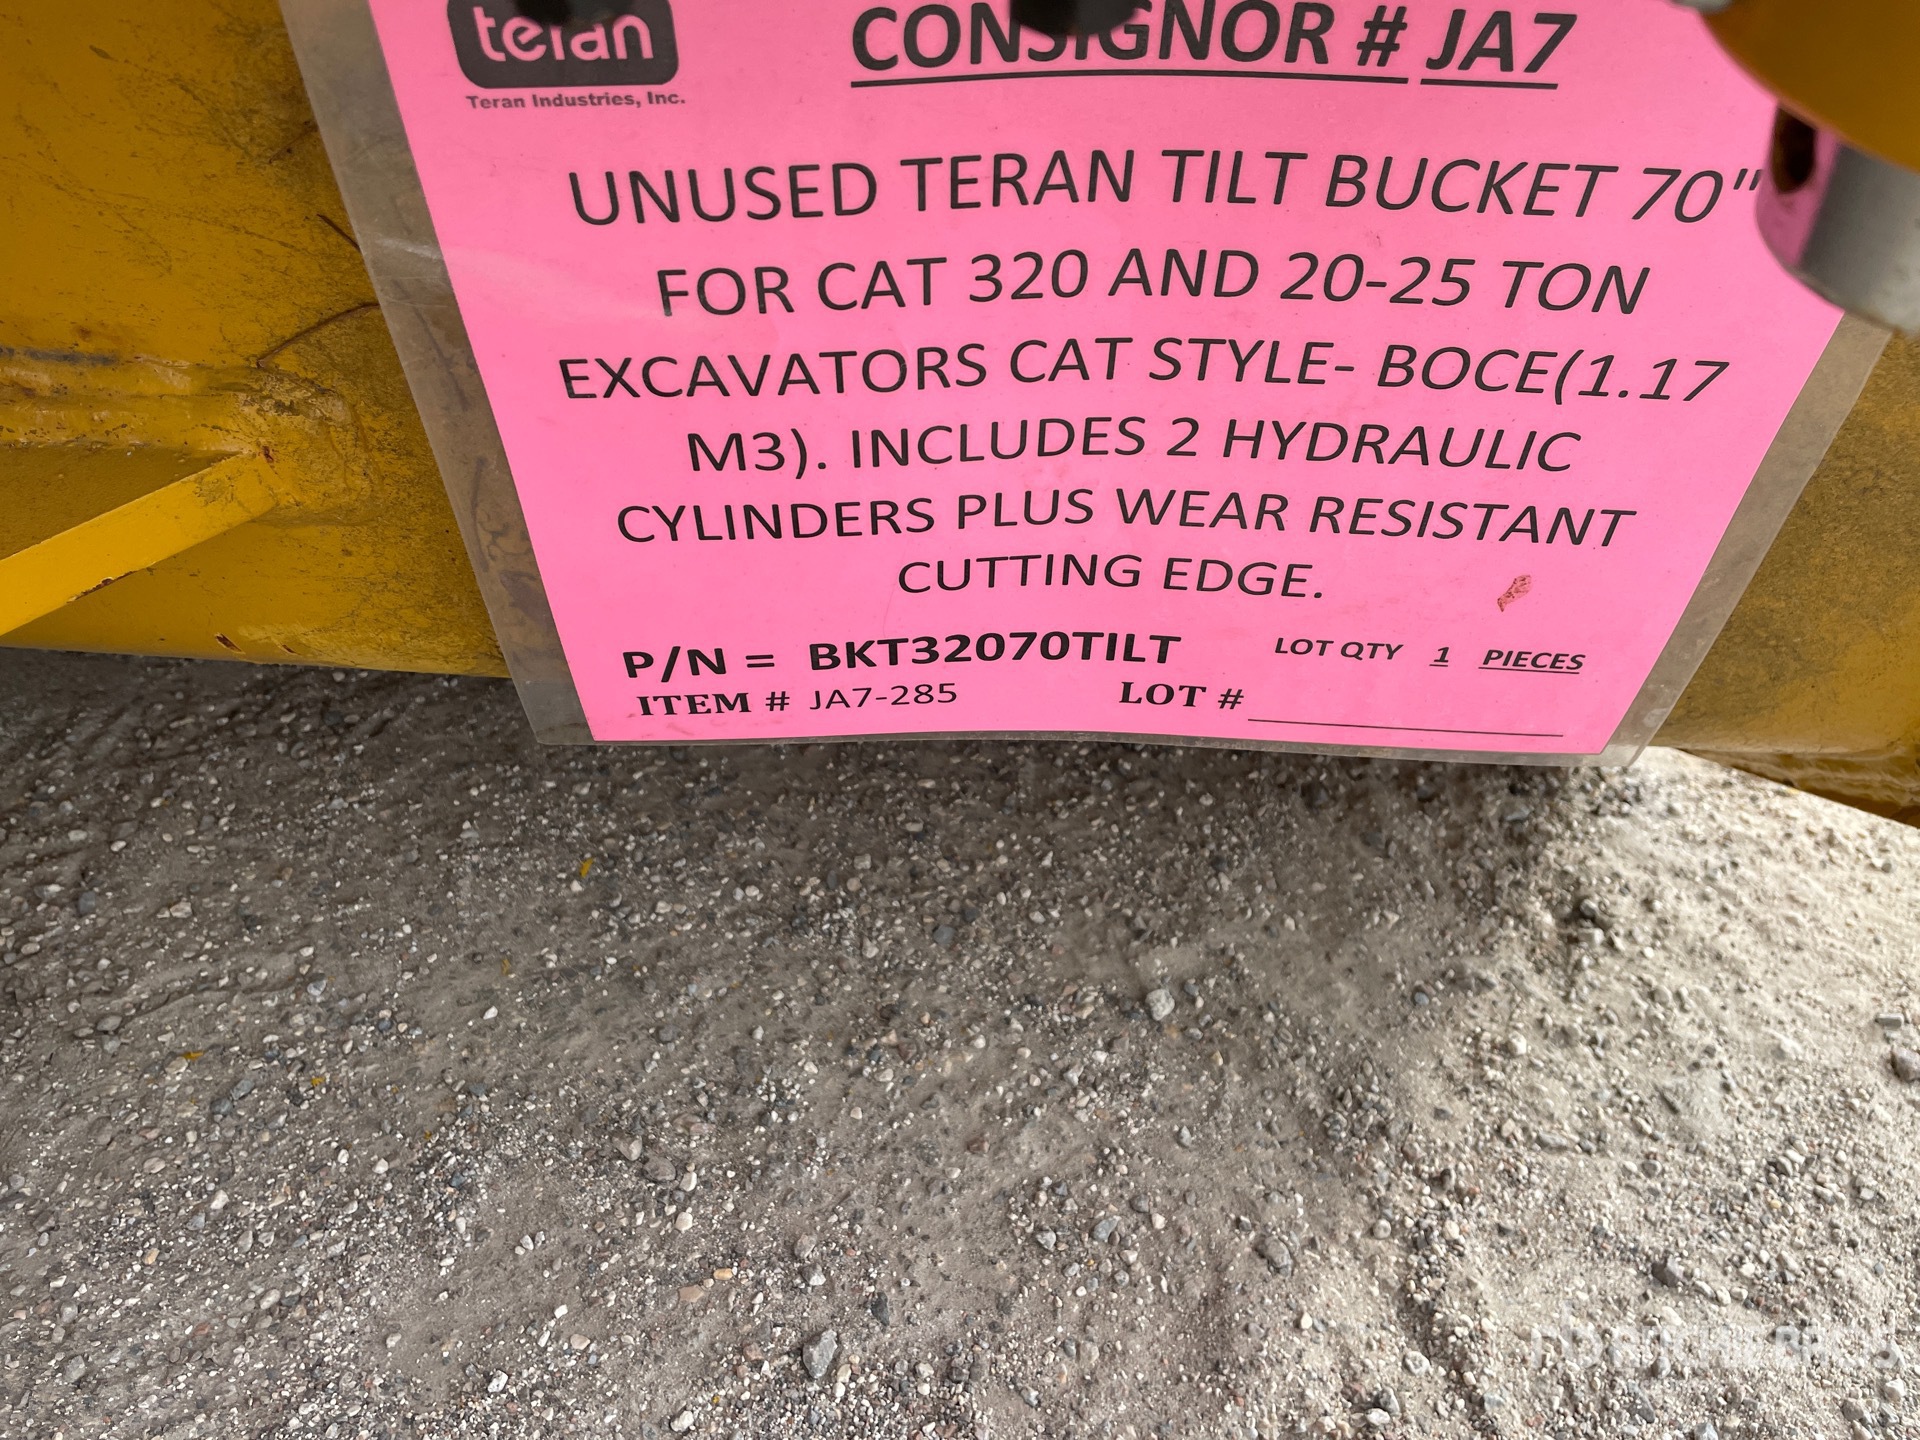 teran
Teran Industries, Inc.
CONSIGNOR # JA7
UNUSED TERAN TILT BUCKET 70"
FOR CAT 320 AND 20-25 TON
EXCAVATORS CAT STYLE- BOCE(1.17
M3). INCLUDES 2 HYDRAULIC
CYLINDERS PLUS WEAR RESISTANT
CUTTING EDGE.
P/N = BKT32070TILT LOT QTY 1 PIECES
ITEM # JA7-285 LOT #